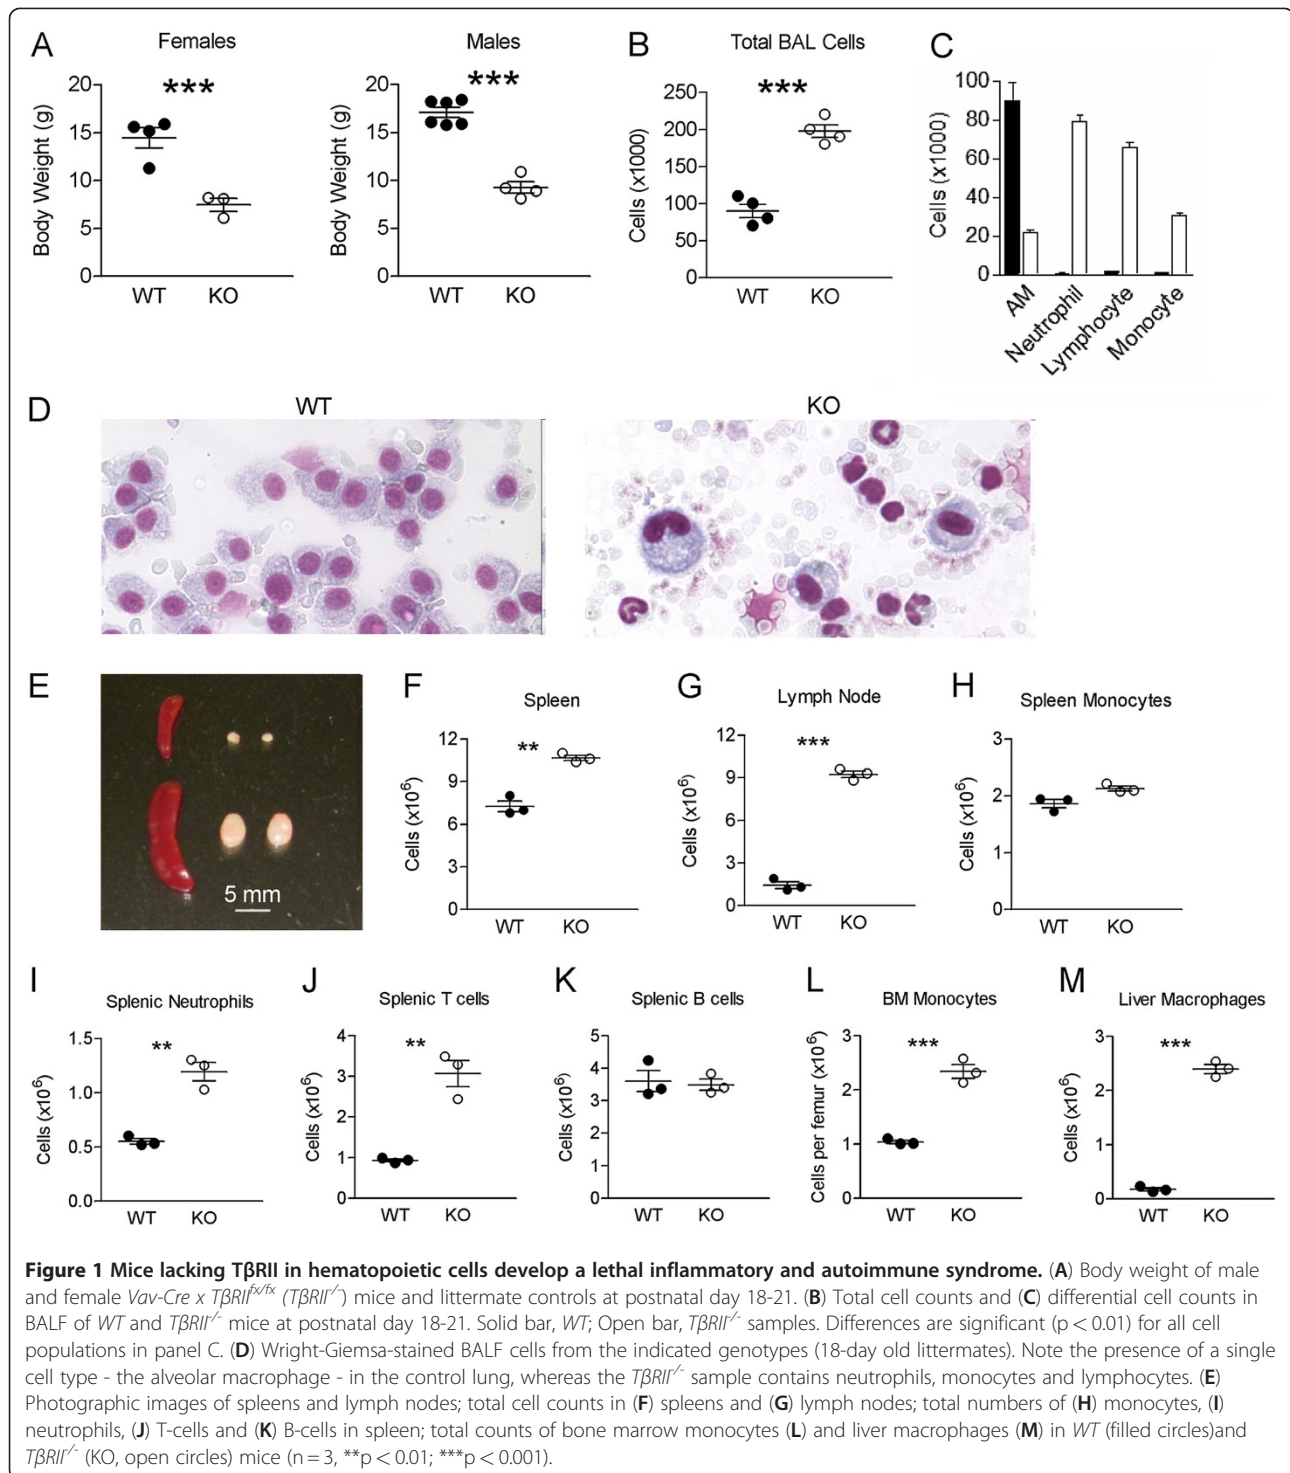 A
Females
***
Body Weight (g)
20
15
10
5
0
WT
KO
Males
***
Body Weight (g)
20
15
10
5
0
WT
KO
B
Total BAL Cells
***
Cells (x1000)
250
200
150
100
50
0
WT
KO
C
Cells (x1000)
100
80
60
40
20
0
AM
Neutrophil
Lymphocyte
Monocyte
D
WT
KO
E
5 mm
F
Spleen
**
Cells (x10⁶)
12
9
6
3
0
WT
KO
G
Lymph Node
***
Cells (x10⁶)
12
9
6
3
0
WT
KO
H
Spleen Monocytes
Cells (x10⁶)
3
2
1
0
WT
KO
I
Splenic Neutrophils
**
Cells (x10⁶)
1.5
1.0
0.5
0.0
WT
KO
J
Splenic T cells
**
Cells (x10⁶)
4
3
2
1
0
WT
KO
K
Splenic B cells
Cells (x10⁶)
5
4
3
2
1
0
WT
KO
L
BM Monocytes
***
Cells per femur (x10⁶)
3
2
1
0
WT
KO
M
Liver Macrophages
***
Cells (x10⁶)
3
2
1
0
WT
KO
Figure 1 Mice lacking TβRII in hematopoietic cells develop a lethal inflammatory and autoimmune syndrome. (A) Body weight of male
and female Vav-Cre x TβRII^fx/fx (TβRII^-/-) mice and littermate controls at postnatal day 18-21. (B) Total cell counts and (C) differential cell counts in
BALF of WT and TβRII^-/- mice at postnatal day 18-21. Solid bar, WT; Open bar, TβRII^-/- samples. Differences are significant (p < 0.01) for all cell
populations in panel C. (D) Wright-Giemsa-stained BALF cells from the indicated genotypes (18-day old littermates). Note the presence of a single
cell type - the alveolar macrophage - in the control lung, whereas the TβRII^-/- sample contains neutrophils, monocytes and lymphocytes. (E)
Photographic images of spleens and lymph nodes; total cell counts in (F) spleens and (G) lymph nodes; total numbers of (H) monocytes, (I)
neutrophils, (J) T-cells and (K) B-cells in spleen; total counts of bone marrow monocytes (L) and liver macrophages (M) in WT (filled circles)and
TβRII^-/- (KO, open circles) mice (n = 3, **p < 0.01; ***p < 0.001).